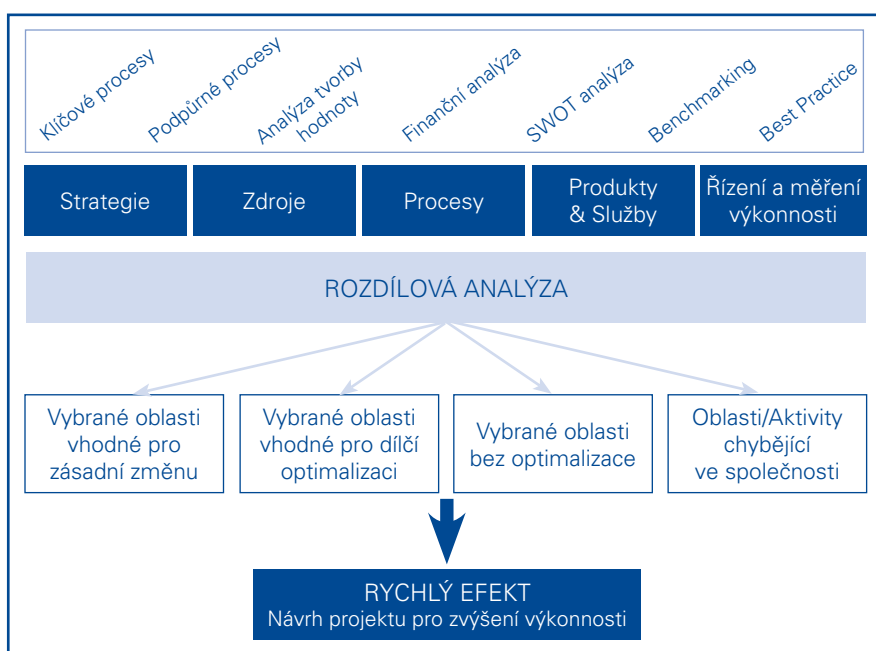 Klíčové procesy
Podpůrné procesy
Analýza tvorby
hodnoty
Finanční analýza
SWOT analýza
Benchmarking
Best Practice
Strategie
Zdroje
Procesy
Produkty
& Služby
Řízení a měření
výkonnosti
ROZDÍLOVÁ ANALÝZA
Vybrané oblasti
vhodné pro
zásadní změnu
Vybrané oblasti
vhodné pro dílčí
optimalizaci
Vybrané oblasti
bez optimalizace
Oblasti/Aktivity
chybějící
ve společnosti
RYCHLÝ EFEKT
Návrh projektu pro zvýšení výkonnosti